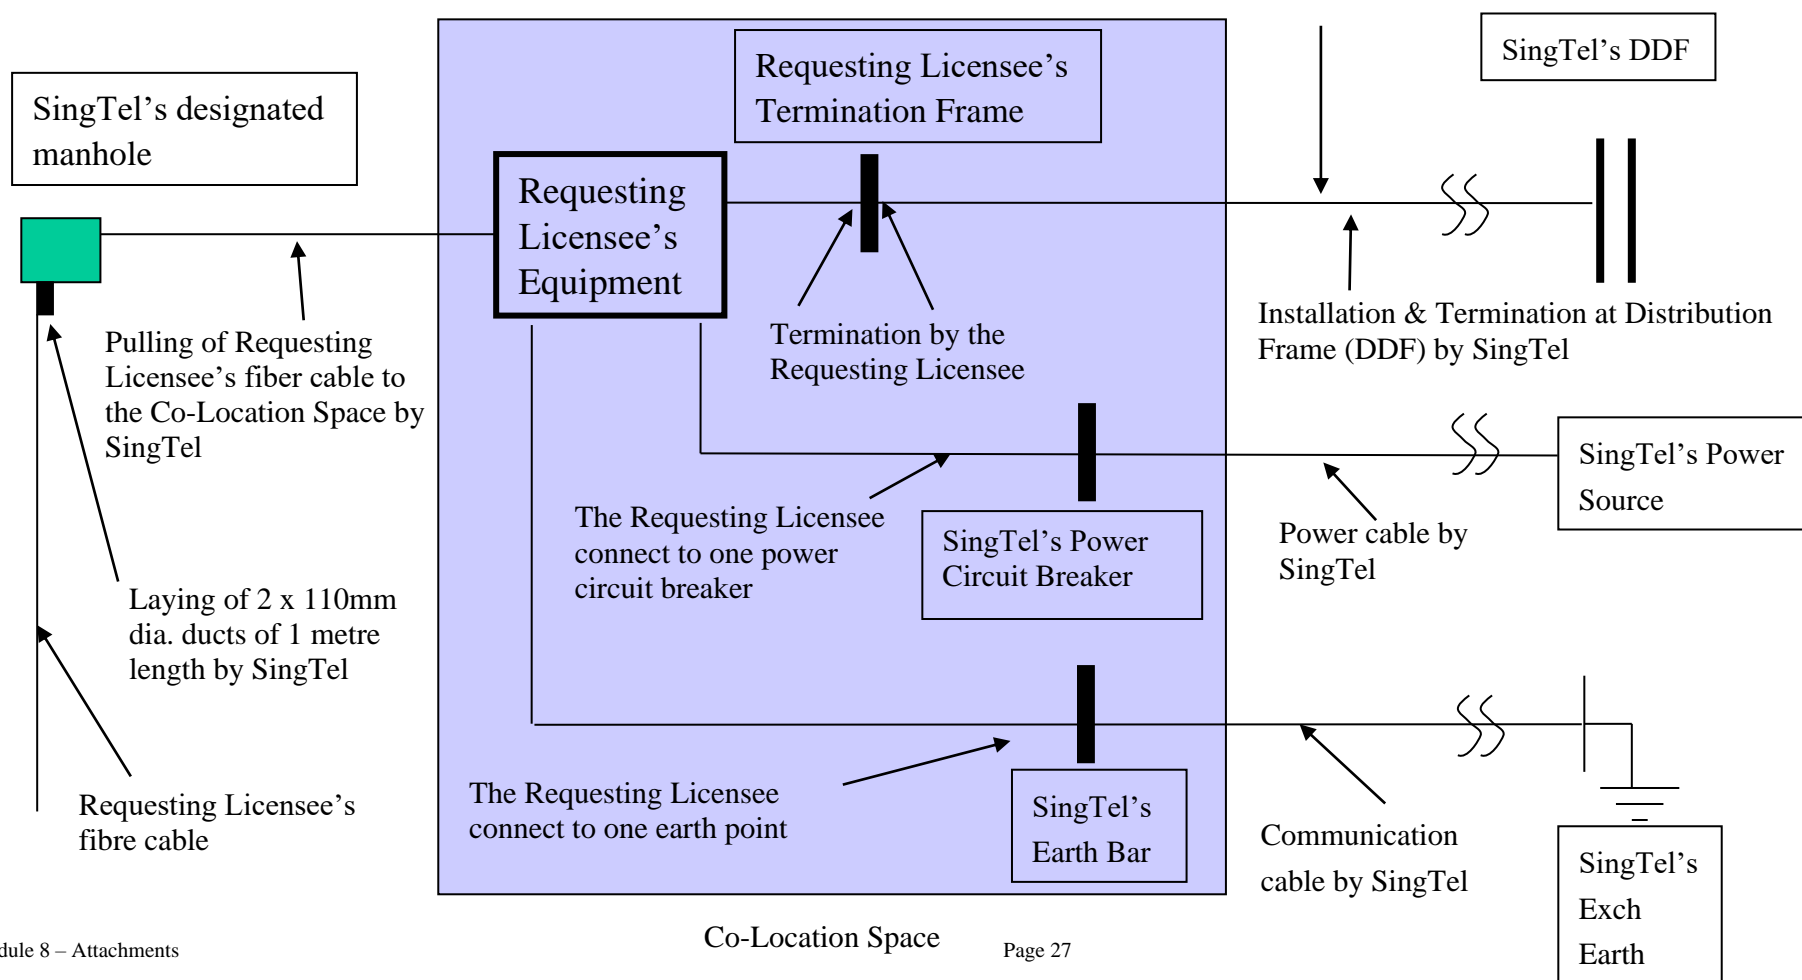 SingTel's DDF
Requesting Licensee's
Termination Frame
SingTel's designated
manhole
Requesting
Licensee's
Equipment
Installation & Termination at Distribution
Frame (DDF) by SingTel
Termination by the
Requesting Licensee
Pulling of Requesting
Licensee's fiber cable to
the Co-Location Space by
SingTel
SingTel's Power
Source
The Requesting Licensee
connect to one power
circuit breaker
SingTel's Power
Circuit Breaker
Power cable by
SingTel
Laying of 2 x 110mm
dia. ducts of 1 metre
length by SingTel
Requesting Licensee's
fibre cable
The Requesting Licensee
connect to one earth point
SingTel's
Earth Bar
Communication
cable by SingTel
SingTel's
Exch
Earth
Co-Location Space
dule 8 – Attachments
Page 27